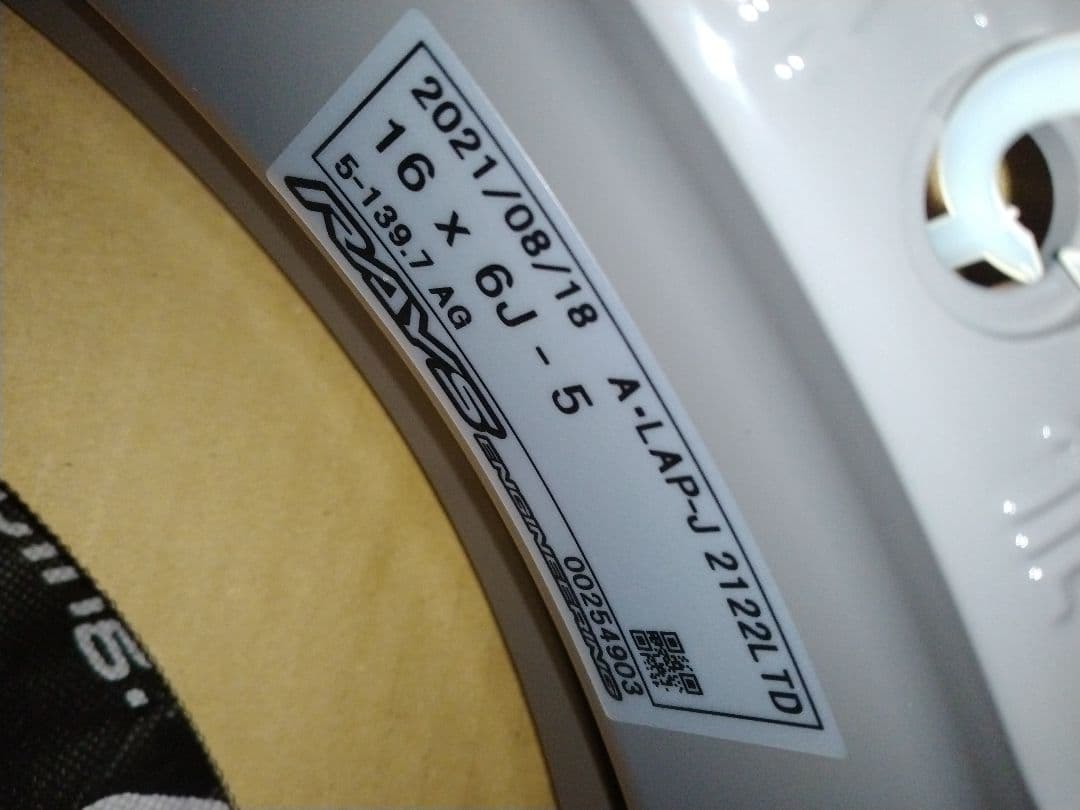 2021/08/18 A·LAP-J 2122LTD
16 x 6J - 5
5-139.7 AG 00254903
RAYS ENGINEERING